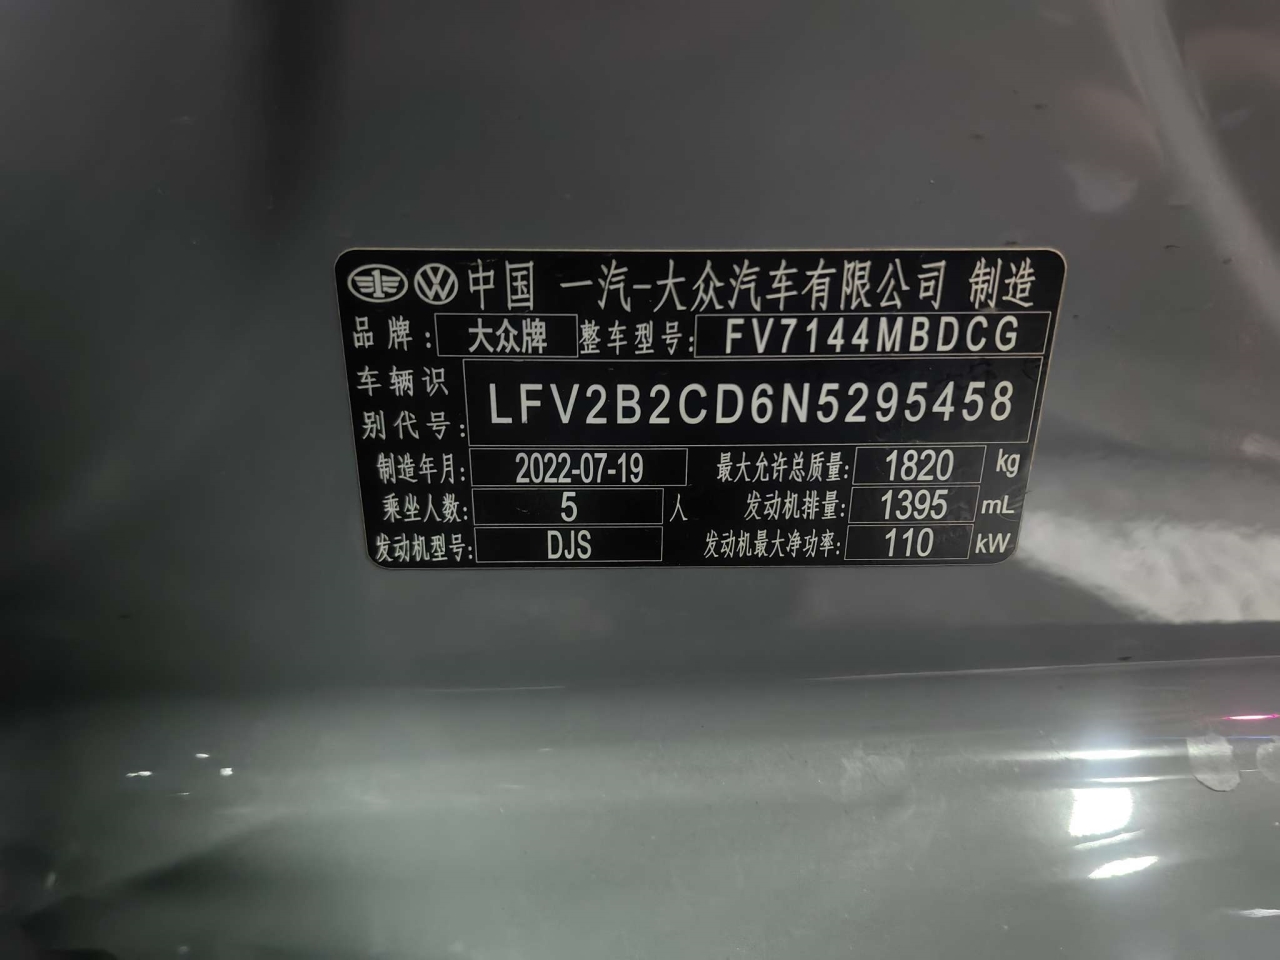 中国 一汽-大众汽车有限公司 制造
品牌: 大众牌 整车型号: FV7144MBDCG
车辆识别代号: LFV2B2CD6N5295458
制造年月: 2022-07-19 最大允许总质量: 1820 kg
乘坐人数: 5 人 发动机排量: 1395 mL
发动机型号: DJS 发动机最大净功率: 110 kW